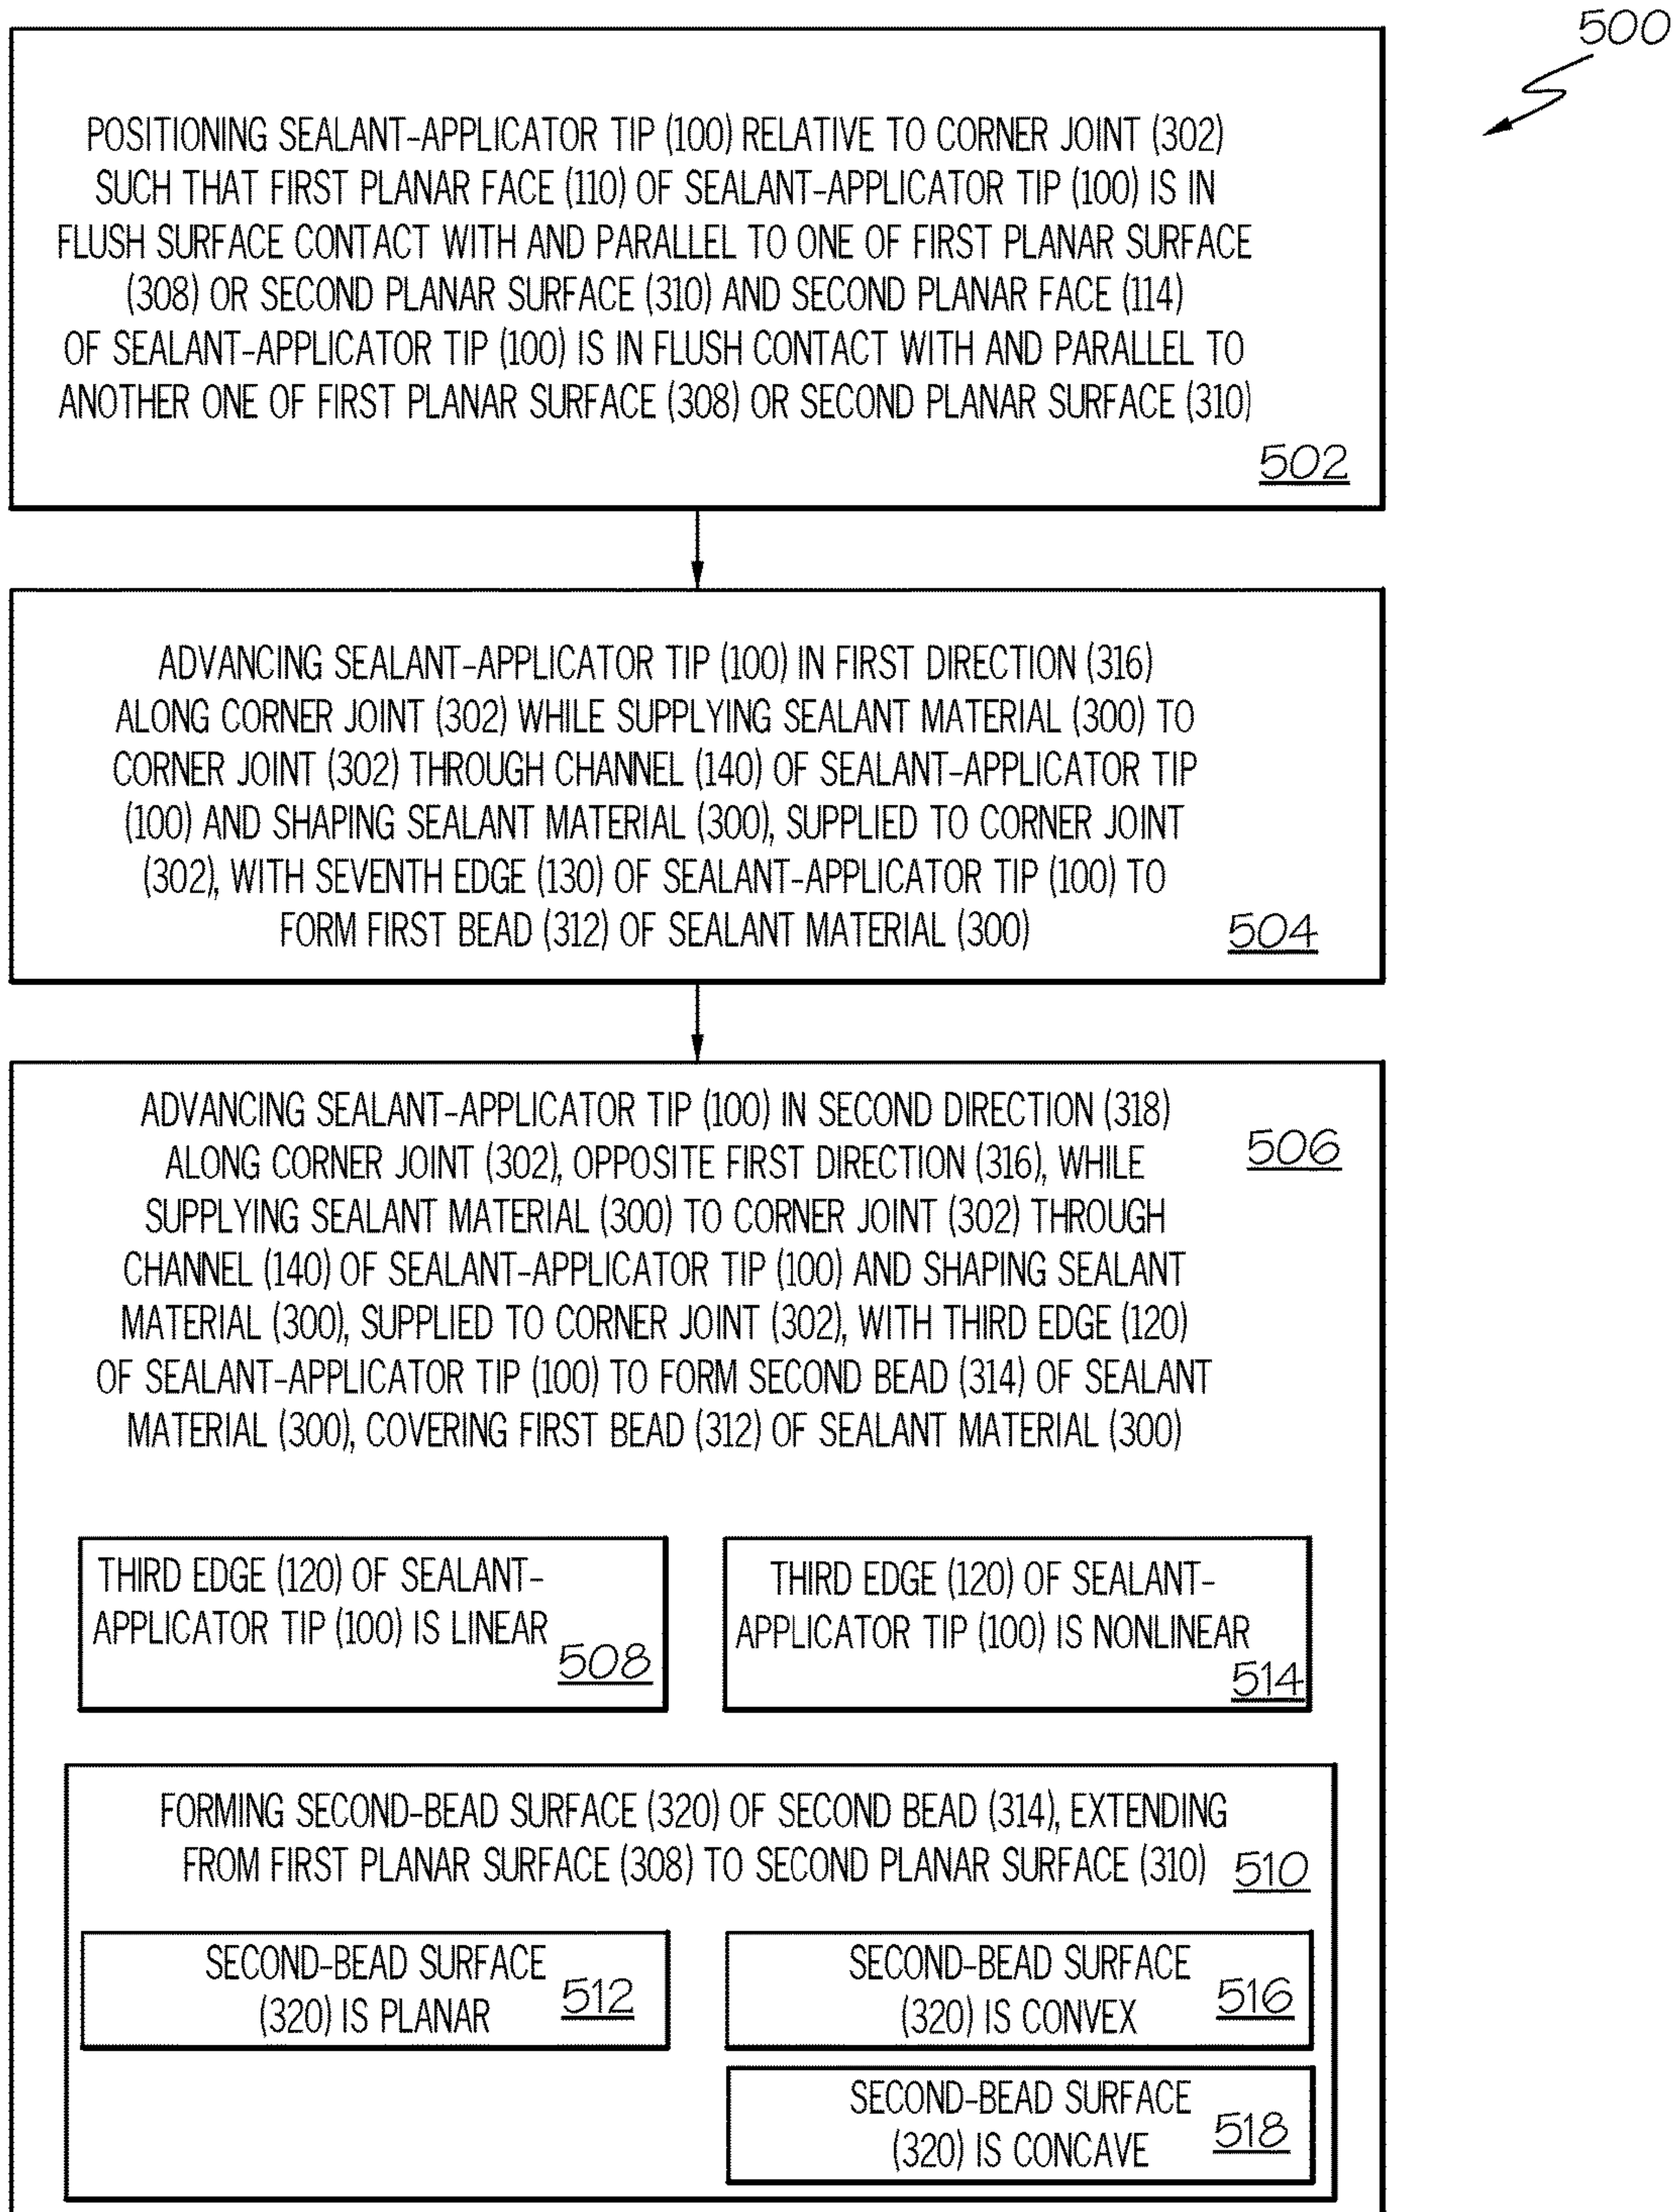 500
POSITIONING SEALANT-APPLICATOR TIP (100) RELATIVE TO CORNER JOINT (302)
SUCH THAT FIRST PLANAR FACE (110) OF SEALANT-APPLICATOR TIP (100) IS IN
FLUSH SURFACE CONTACT WITH AND PARALLEL TO ONE OF FIRST PLANAR SURFACE
(308) OR SECOND PLANAR SURFACE (310) AND SECOND PLANAR FACE (114)
OF SEALANT-APPLICATOR TIP (100) IS IN FLUSH CONTACT WITH AND PARALLEL TO
ANOTHER ONE OF FIRST PLANAR SURFACE (308) OR SECOND PLANAR SURFACE (310)
502
ADVANCING SEALANT-APPLICATOR TIP (100) IN FIRST DIRECTION (316)
ALONG CORNER JOINT (302) WHILE SUPPLYING SEALANT MATERIAL (300) TO
CORNER JOINT (302) THROUGH CHANNEL (140) OF SEALANT-APPLICATOR TIP
(100) AND SHAPING SEALANT MATERIAL (300), SUPPLIED TO CORNER JOINT
(302), WITH SEVENTH EDGE (130) OF SEALANT-APPLICATOR TIP (100) TO
FORM FIRST BEAD (312) OF SEALANT MATERIAL (300)
504
ADVANCING SEALANT-APPLICATOR TIP (100) IN SECOND DIRECTION (318)
ALONG CORNER JOINT (302), OPPOSITE FIRST DIRECTION (316), WHILE
506
SUPPLYING SEALANT MATERIAL (300) TO CORNER JOINT (302) THROUGH
CHANNEL (140) OF SEALANT-APPLICATOR TIP (100) AND SHAPING SEALANT
MATERIAL (300), SUPPLIED TO CORNER JOINT (302), WITH THIRD EDGE (120)
OF SEALANT-APPLICATOR TIP (100) TO FORM SECOND BEAD (314) OF SEALANT
MATERIAL (300), COVERING FIRST BEAD (312) OF SEALANT MATERIAL (300)
THIRD EDGE (120) OF SEALANT-
APPLICATOR TIP (100) IS LINEAR
508
THIRD EDGE (120) OF SEALANT-
APPLICATOR TIP (100) IS NONLINEAR
514
FORMING SECOND-BEAD SURFACE (320) OF SECOND BEAD (314), EXTENDING
FROM FIRST PLANAR SURFACE (308) TO SECOND PLANAR SURFACE (310)
510
SECOND-BEAD SURFACE
(320) IS PLANAR
512
SECOND-BEAD SURFACE
(320) IS CONVEX
516
SECOND-BEAD SURFACE
(320) IS CONCAVE
518